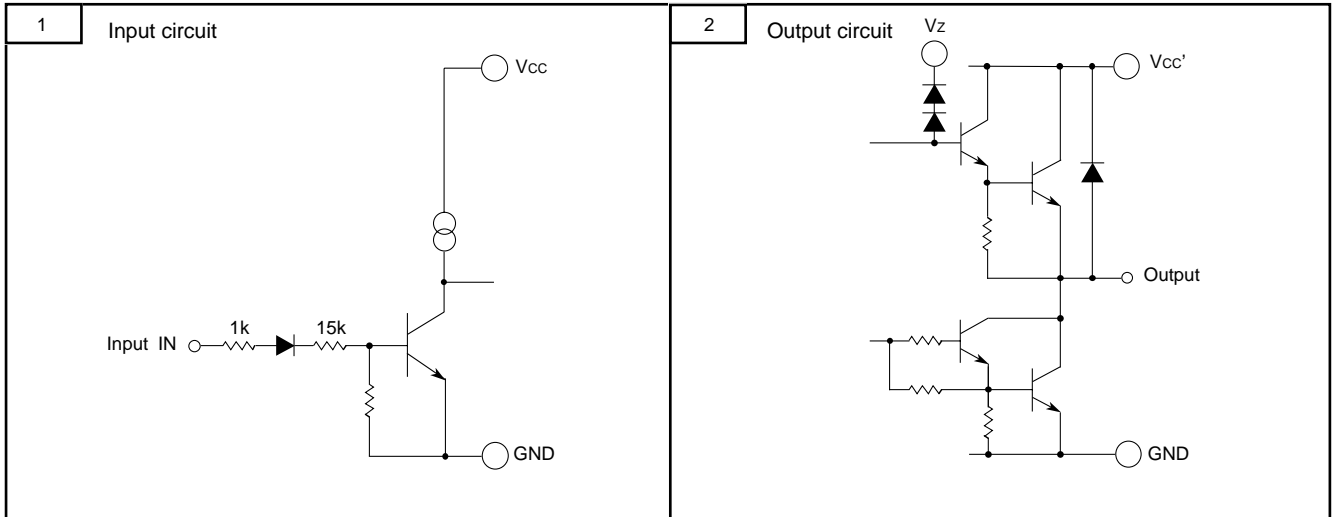 1
Input circuit
Vcc
1k
15k
Input IN
GND
2
Output circuit
Vz
Vcc’
Output
GND